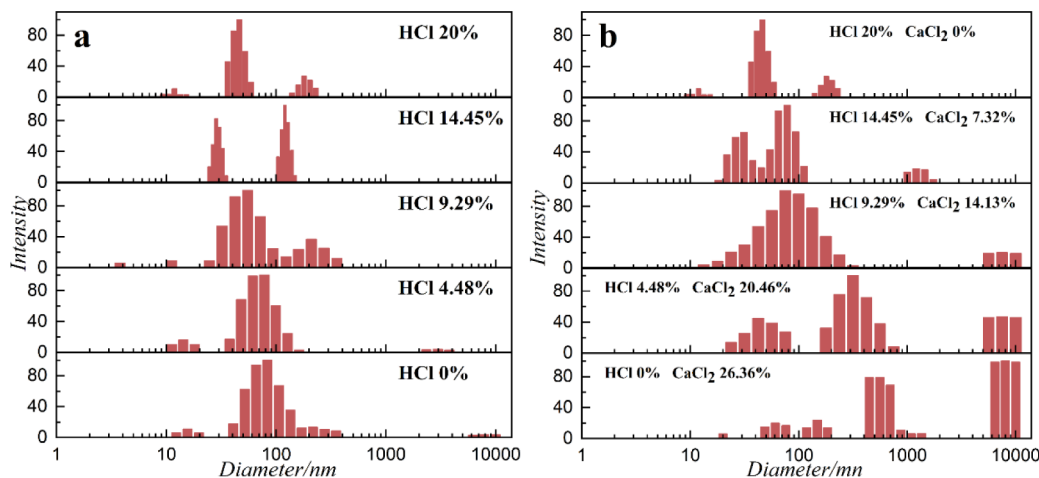 a
HCl 20%
HCl 14.45%
HCl 9.29%
HCl 4.48%
HCl 0%
80
40
0
80
40
0
80
40
0
80
40
0
80
40
0
Intensity
1
10
100
1000
10000
Diameter/nm
b
HCl 20% CaCl2 0%
HCl 14.45% CaCl2 7.32%
HCl 9.29% CaCl2 14.13%
HCl 4.48% CaCl2 20.46%
HCl 0% CaCl2 26.36%
80
40
0
80
40
0
80
40
0
80
40
0
80
40
0
Intensity
1
10
100
1000
10000
Diameter/mn